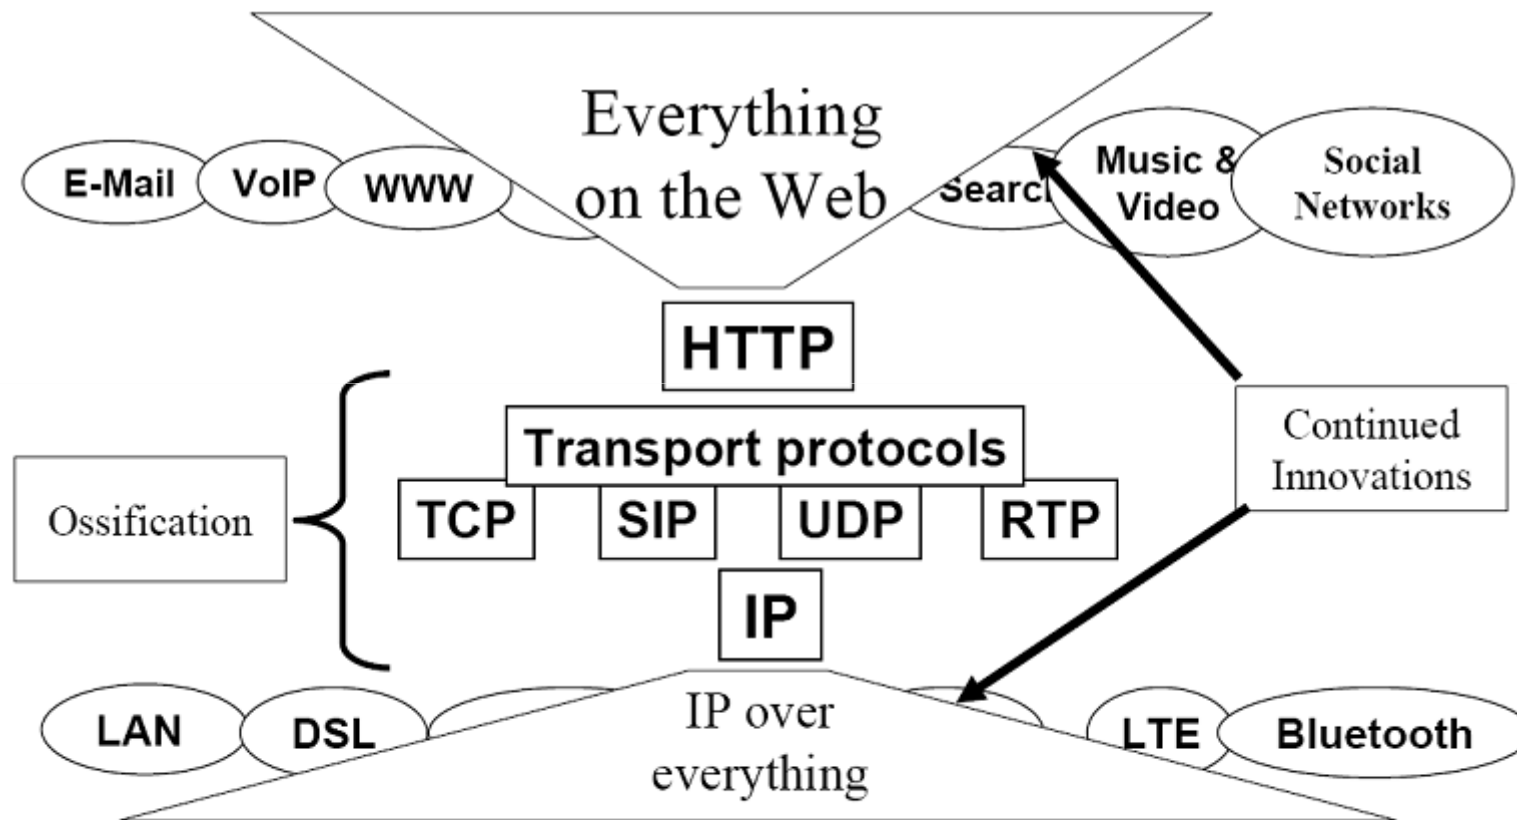 Everything
on the Web
E-Mail
VoIP
WWW
Music &
Video
Social
Networks
HTTP
Transport protocols
TCP
SIP
UDP
RTP
IP
Ossification
Continued
Innovations
LAN
DSL
IP over
everything
LTE
Bluetooth